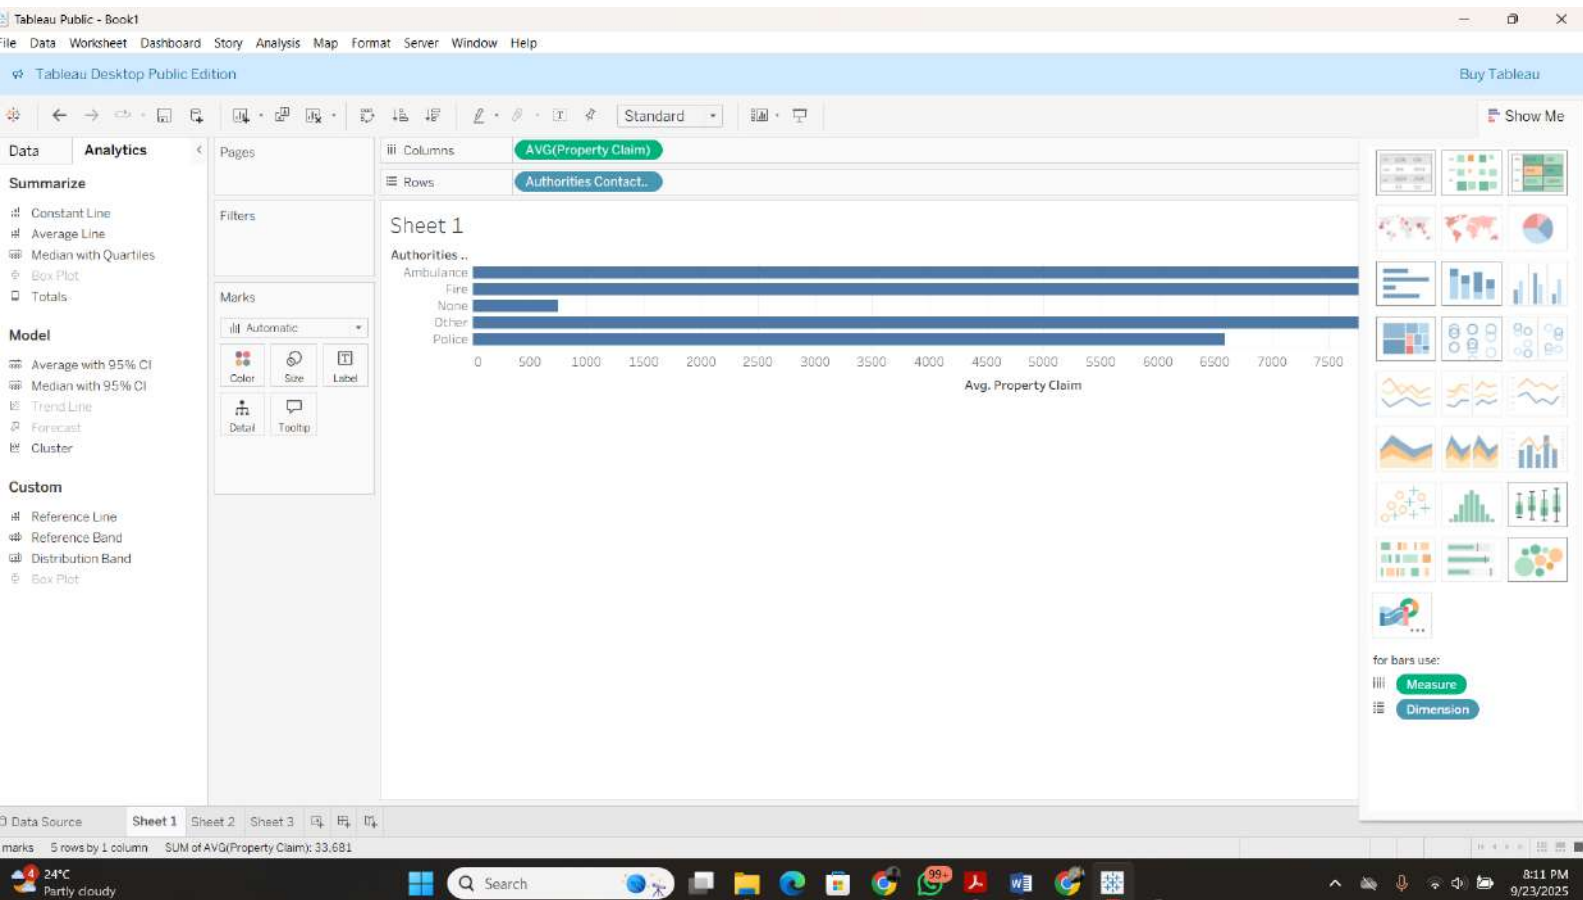 Tableau Public - Book1
File Data Worksheet Dashboard Story Analysis Map Format Server Window Help
Tableau Desktop Public Edition
Buy Tableau
Standard
Show Me
Data Analytics
Pages
Columns
AVG(Property Claim)
Rows
Authorities Contact..
Summarize
Constant Line
Average Line
Median with Quartiles
Box Plot
Totals
Model
Average with 95% CI
Median with 95% CI
Trend Line
Forecast
Cluster
Custom
Reference Line
Reference Band
Distribution Band
Box Plot
Filters
Marks
Automatic
Color Size Label
Detail Tooltip
Sheet 1
Authorities ..
Ambulance
Fire
None
Other
Police
0 500 1000 1500 2000 2500 3000 3500 4000 4500 5000 5500 6000 6500 7000 7500
Avg. Property Claim
for bars use:
Measure
Dimension
Data Source Sheet 1 Sheet 2 Sheet 3
marks 5 rows by 1 column SUM of AVG(Property Claim): 33,681
4
24°C
Partly cloudy
Search
99+
8:11 PM
9/23/2025